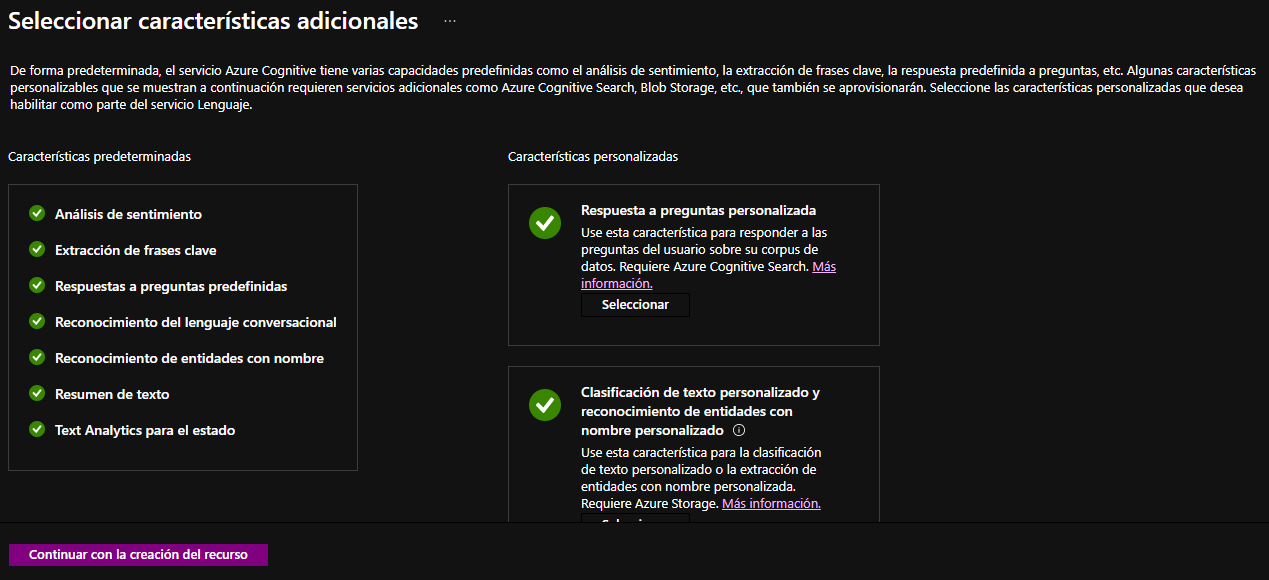 Seleccionar características adicionales ...
De forma predeterminada, el servicio Azure Cognitive tiene varias capacidades predefinidas como el análisis de sentimiento, la extracción de frases clave, la respuesta predefinida a preguntas, etc. Algunas características
personalizables que se muestran a continuación requieren servicios adicionales como Azure Cognitive Search, Blob Storage, etc., que también se aprovisionarán. Seleccione las características personalizadas que desea
habilitar como parte del servicio Lenguaje.
Características predeterminadas
Análisis de sentimiento
Extracción de frases clave
Respuestas a preguntas predefinidas
Reconocimiento del lenguaje conversacional
Reconocimiento de entidades con nombre
Resumen de texto
Text Analytics para el estado
Características personalizadas
Respuesta a preguntas personalizada
Use esta característica para responder a las
preguntas del usuario sobre su corpus de
datos. Requiere Azure Cognitive Search. Más
información.
Seleccionar
Clasificación de texto personalizado y
reconocimiento de entidades con
nombre personalizado
Use esta característica para la clasificación
de texto personalizado o la extracción de
entidades con nombre personalizada.
Requiere Azure Storage. Más información.
Continuar con la creación del recurso